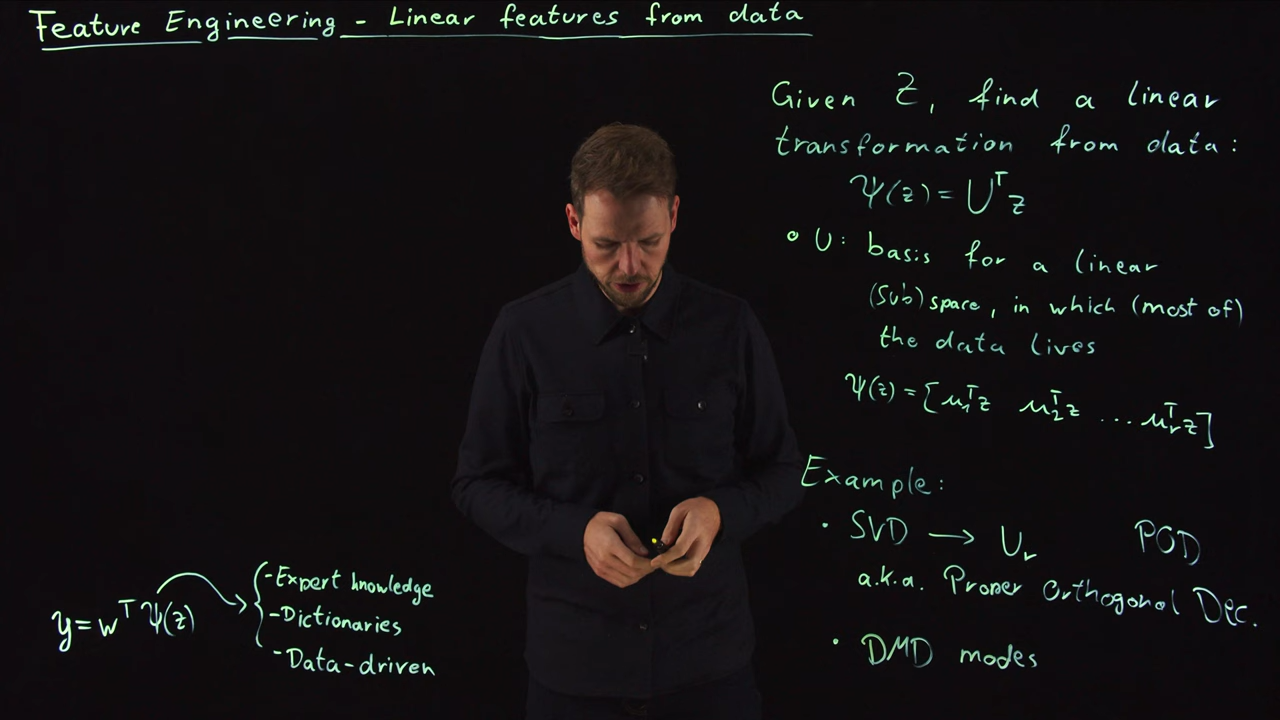 Feature Engineering - Linear features from data
Given Z, find a linear
transformation from data:
Ψ(z) = Uᵀz
∘ U: basis for a linear
(sub)space, in which (most of)
the data lives
Ψ(z) = [u₁ᵀz u₂ᵀz ... uᵣᵀz]
Example:
• SVD → Uᵣ POD
a.k.a. Proper Orthogonal Dec.
• DMD modes
y = wᵀΨ(z)
- Expert knowledge
- Dictionaries
- Data-driven